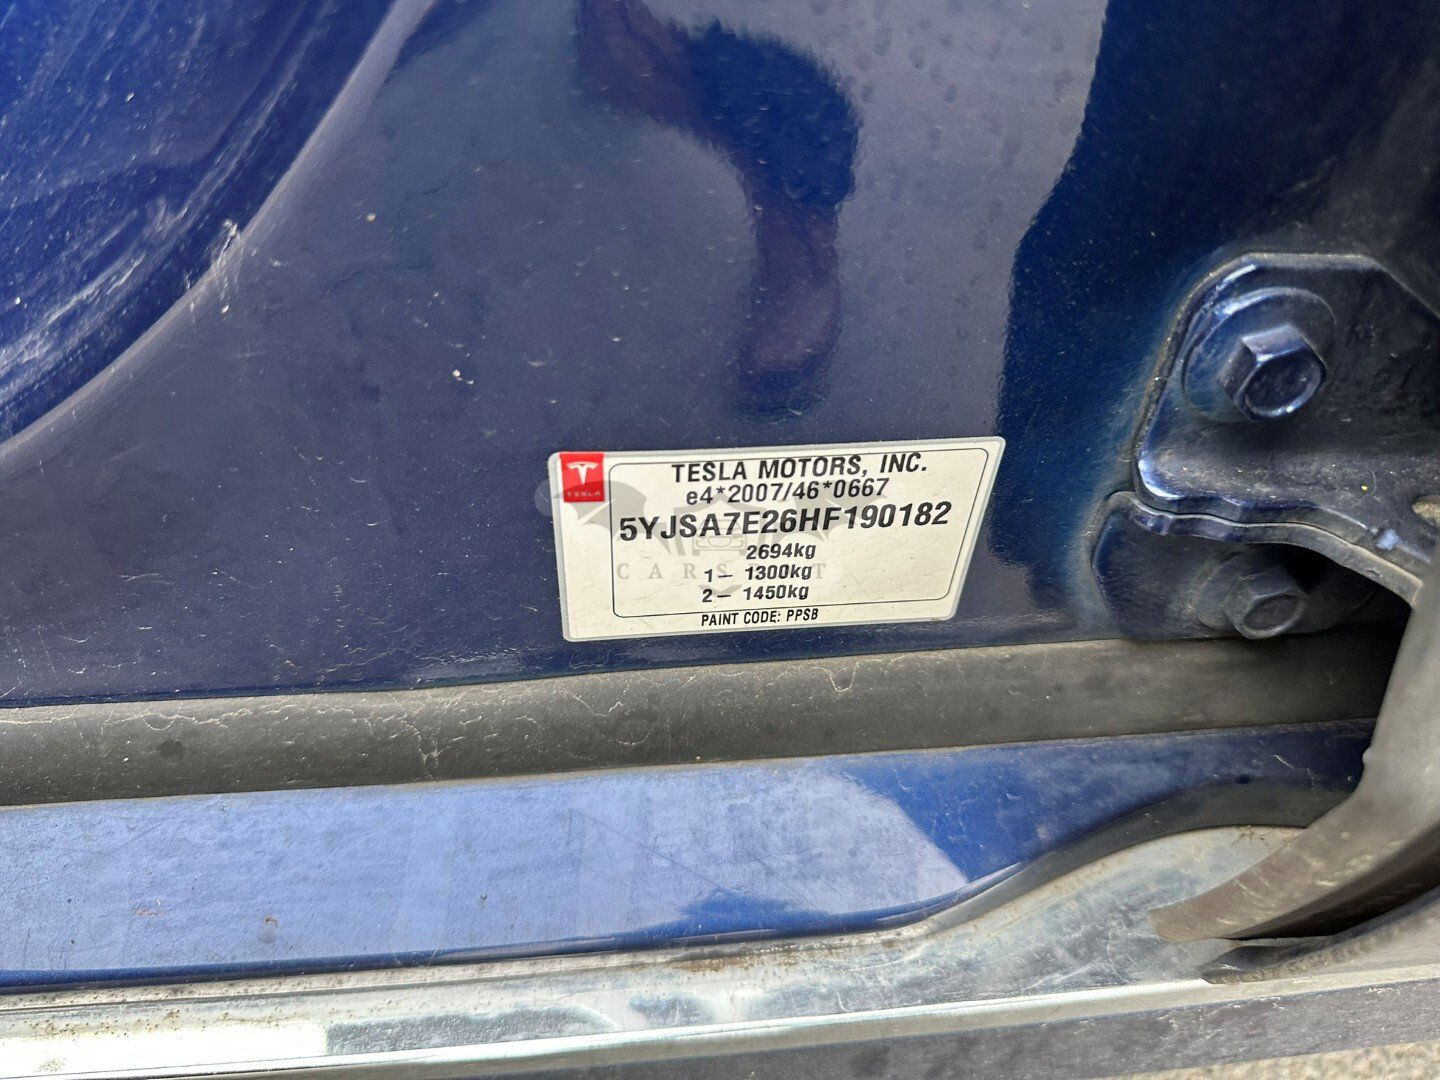 TESLA
TESLA MOTORS, INC.
e4*2007/46*0667
5YJSA7E26HF190182
2694kg
1– 1300kg
2– 1450kg
PAINT CODE: PPSB